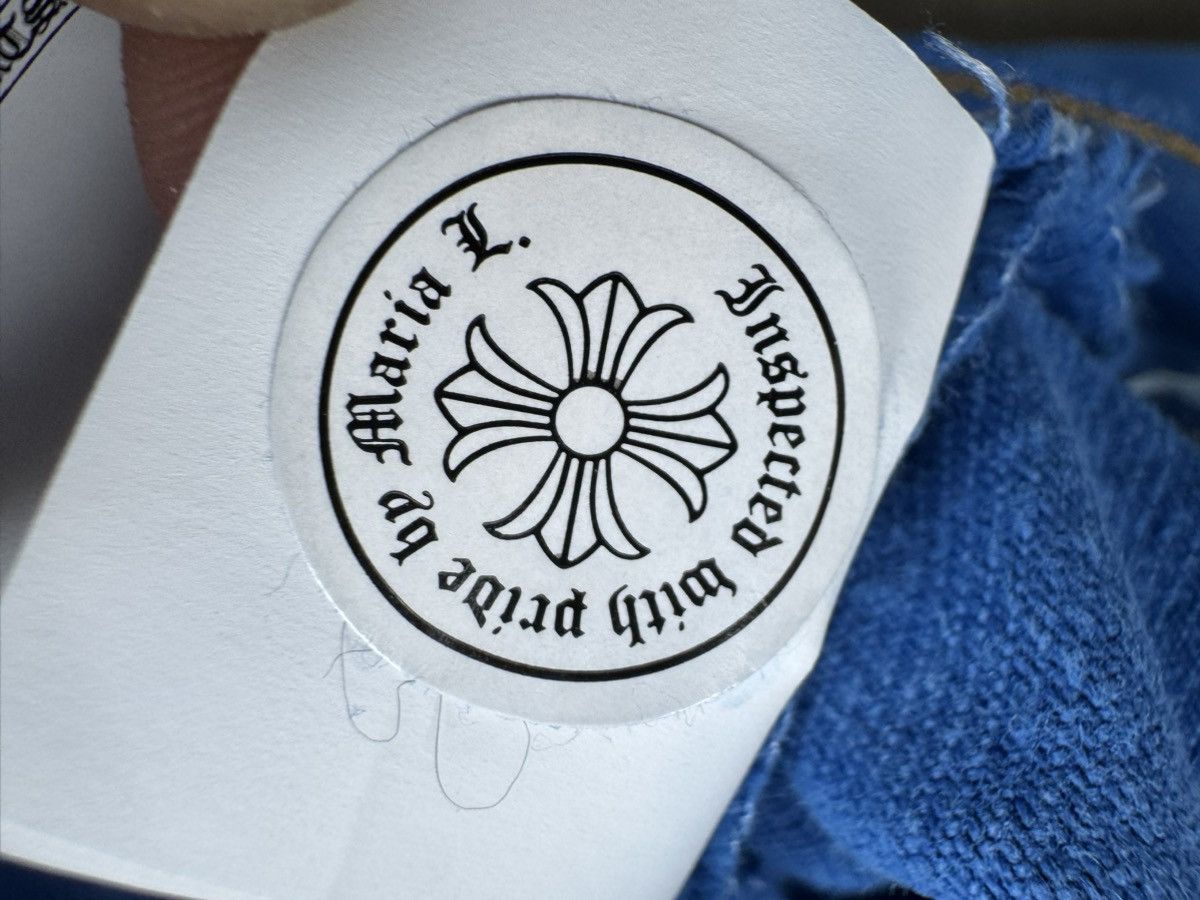 Inspected with pride by Maria L.